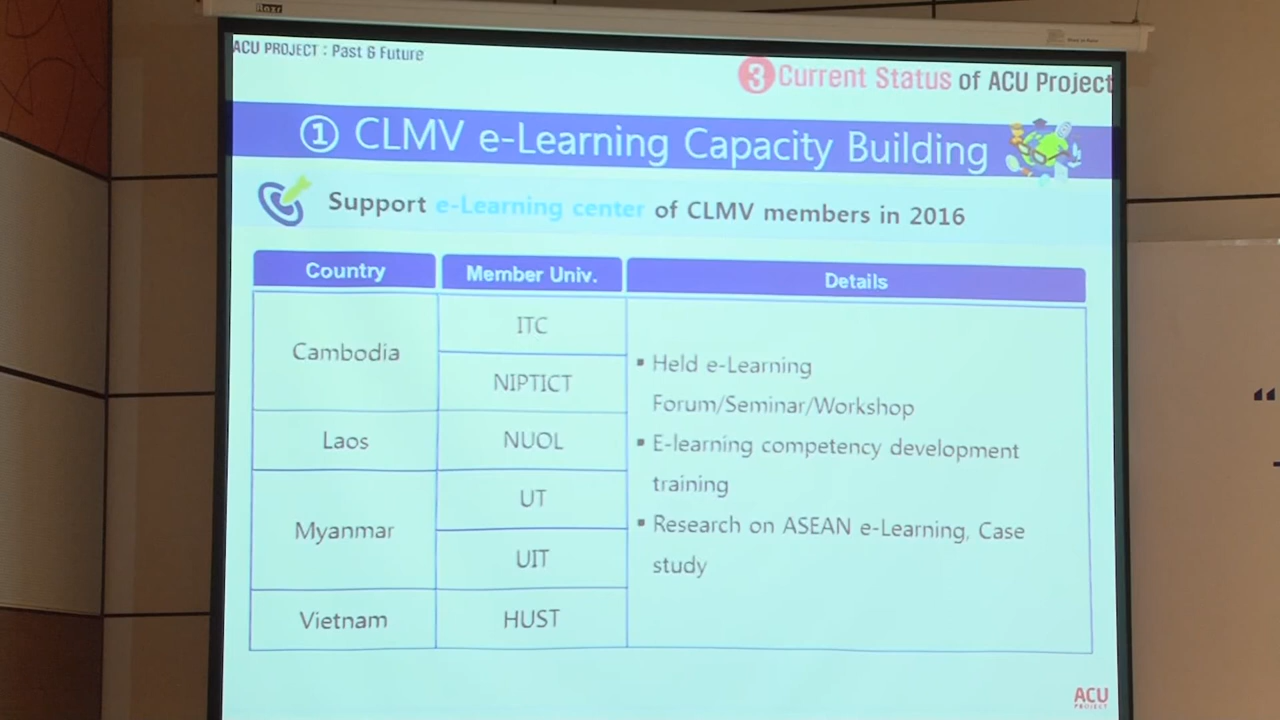 ACU PROJECT : Past & Future
3 Current Status of ACU Project
① CLMV e-Learning Capacity Building
Support e-Learning center of CLMV members in 2016
Country Member Univ. Details
Cambodia
ITC
NIPTICT
Laos
NUOL
Myanmar
UT
UIT
Vietnam
HUST
▪ Held e-Learning
Forum/Seminar/Workshop
▪ E-learning competency development
training
▪ Research on ASEAN e-Learning, Case
study
ACU
PROJECT
“